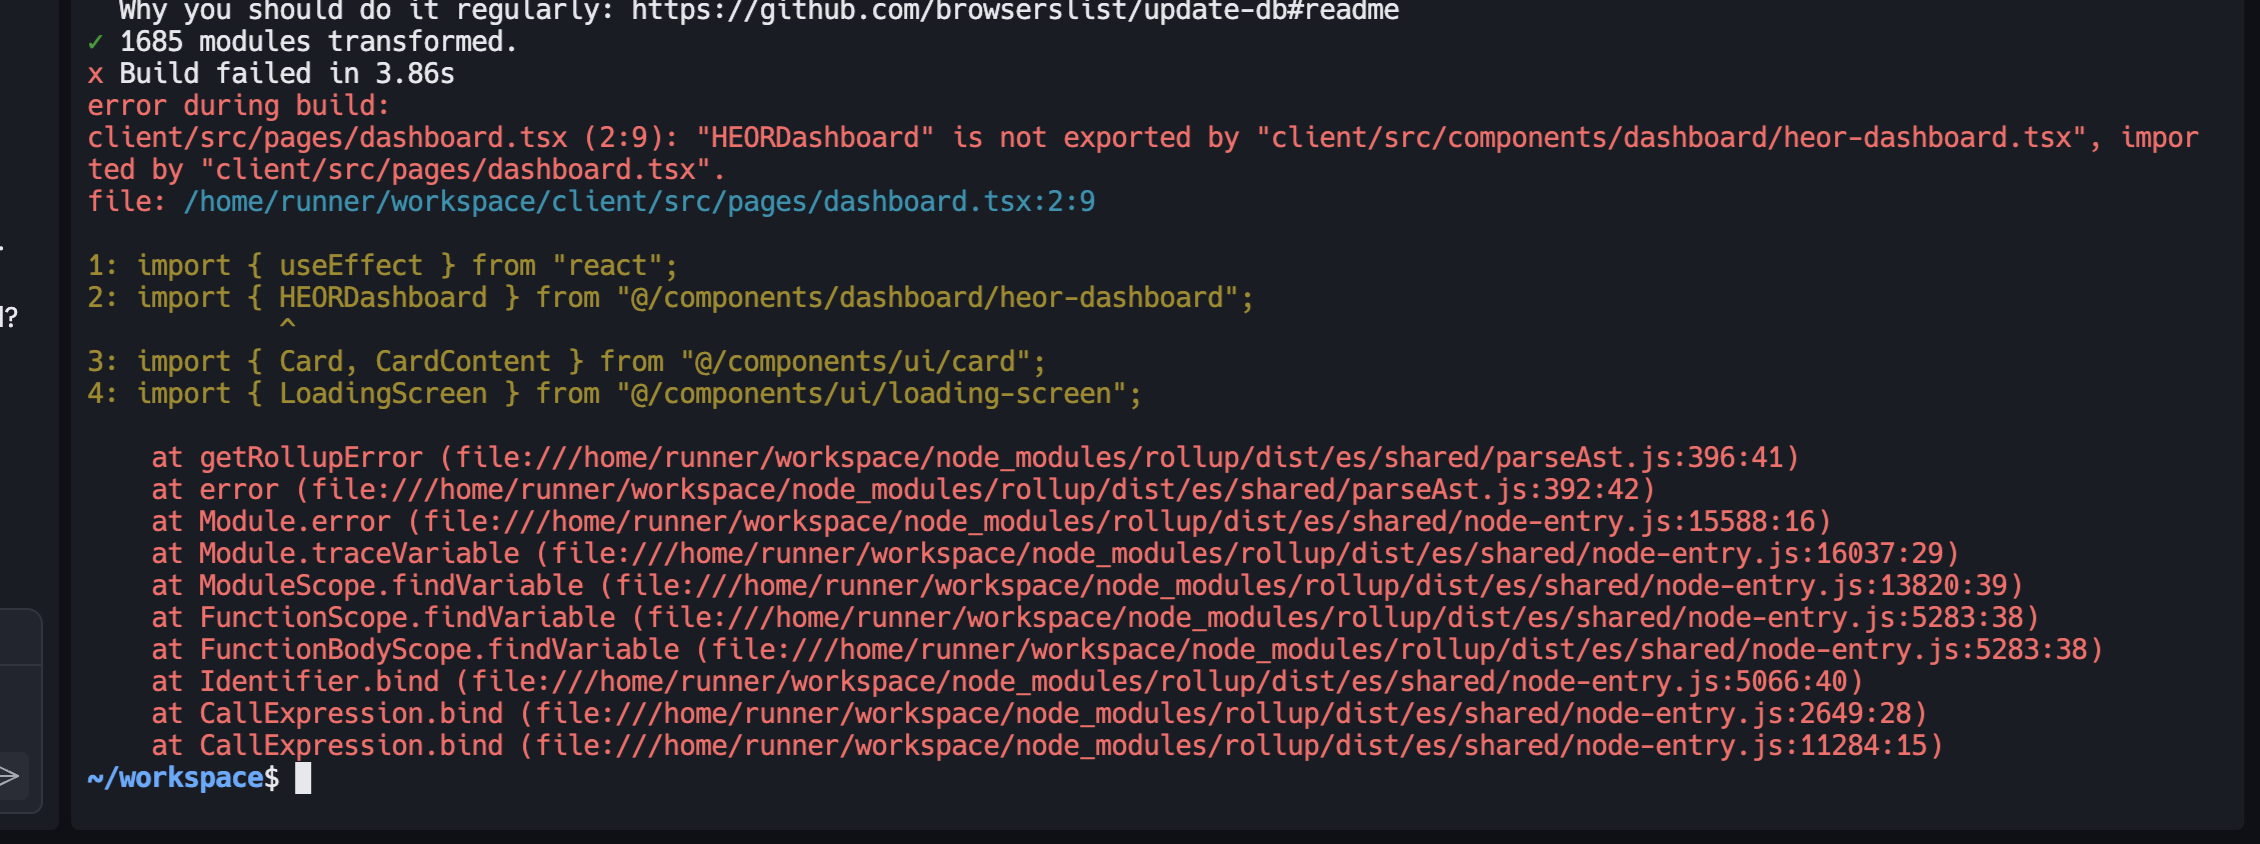 Why you should do it regularly: https://github.com/browserslist/update-db#readme
✓ 1685 modules transformed.
x Build failed in 3.86s
error during build:
client/src/pages/dashboard.tsx (2:9): "HEORDashboard" is not exported by "client/src/components/dashboard/heor-dashboard.tsx", impor
ted by "client/src/pages/dashboard.tsx".
file: /home/runner/workspace/client/src/pages/dashboard.tsx:2:9
1: import { useEffect } from "react";
2: import { HEORDashboard } from "@/components/dashboard/heor-dashboard";
^
3: import { Card, CardContent } from "@/components/ui/card";
4: import { LoadingScreen } from "@/components/ui/loading-screen";
at getRollupError (file:///home/runner/workspace/node_modules/rollup/dist/es/shared/parseAst.js:396:41)
at error (file:///home/runner/workspace/node_modules/rollup/dist/es/shared/parseAst.js:392:42)
at Module.error (file:///home/runner/workspace/node_modules/rollup/dist/es/shared/node-entry.js:15588:16)
at Module.traceVariable (file:///home/runner/workspace/node_modules/rollup/dist/es/shared/node-entry.js:16037:29)
at ModuleScope.findVariable (file:///home/runner/workspace/node_modules/rollup/dist/es/shared/node-entry.js:13820:39)
at FunctionScope.findVariable (file:///home/runner/workspace/node_modules/rollup/dist/es/shared/node-entry.js:5283:38)
at FunctionBodyScope.findVariable (file:///home/runner/workspace/node_modules/rollup/dist/es/shared/node-entry.js:5283:38)
at Identifier.bind (file:///home/runner/workspace/node_modules/rollup/dist/es/shared/node-entry.js:5066:40)
at CallExpression.bind (file:///home/runner/workspace/node_modules/rollup/dist/es/shared/node-entry.js:2649:28)
at CallExpression.bind (file:///home/runner/workspace/node_modules/rollup/dist/es/shared/node-entry.js:11284:15)
~/workspace$